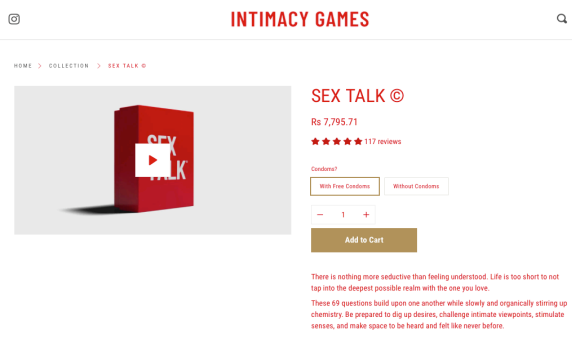 INTIMACY GAMES
HOME > COLLECTION > SEX TALK ©
SEX TALK ©
Rs 7,795.71
117 reviews
SEX
TALK
Condoms?
With Free Condoms
Without Condoms
− 1 +
Add to Cart
There is nothing more seductive than feeling understood. Life is too short to not
tap into the deepest possible realm with the one you love.
These 69 questions build upon one another while slowly and organically stirring up
chemistry. Be prepared to dig up desires, challenge intimate viewpoints, stimulate
senses, and make space to be heard and felt like never before.